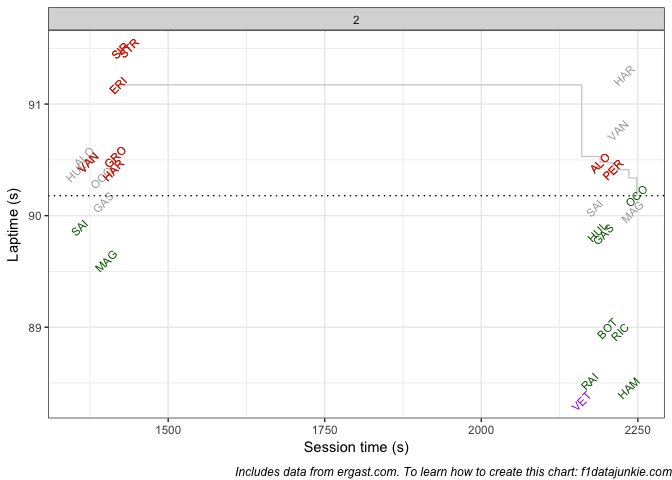 2
SIR
STR
ERI
HAR
VAN
91
ALO
HUL
VAN
GRO
HAR
OCO
GAS
SAI
MAG
ALO
PER
OCO
SAI
MAG
HUL
GAS
90
BOT
RIC
89
RAI
HAM
VET
Laptime (s)
1500
1750
2000
2250
Session time (s)
Includes data from ergast.com. To learn how to create this chart: f1datajunkie.com